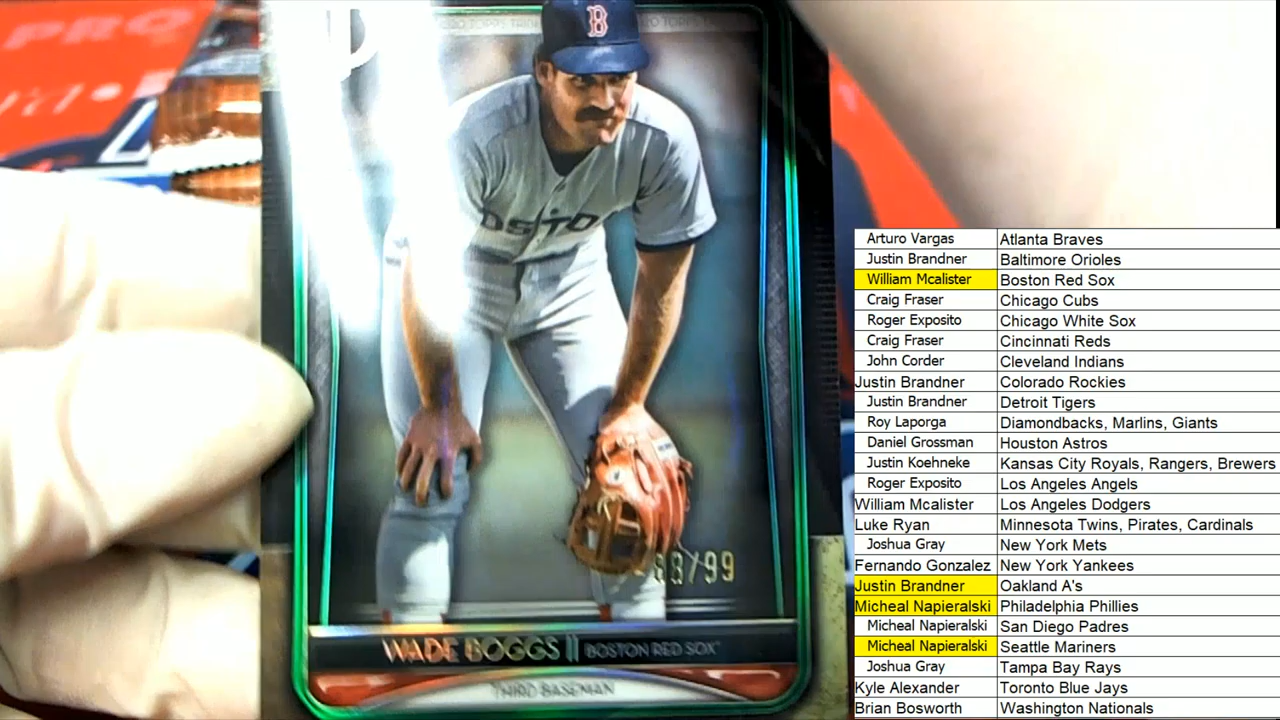 PRO
B
WADE BOGGS || BOSTON RED SOX
THIRD BASEMAN
Arturo Vargas Atlanta Braves
Justin Brandner Baltimore Orioles
William Mcalister Boston Red Sox
Craig Fraser Chicago Cubs
Roger Exposito Chicago White Sox
Craig Fraser Cincinnati Reds
John Corder Cleveland Indians
Justin Brandner Colorado Rockies
Justin Brandner Detroit Tigers
Roy Laporga Diamondbacks, Marlins, Giants
Daniel Grossman Houston Astros
Justin Koehneke Kansas City Royals, Rangers, Brewers
Roger Exposito Los Angeles Angels
William Mcalister Los Angeles Dodgers
Luke Ryan Minnesota Twins, Pirates, Cardinals
Joshua Gray New York Mets
Fernando Gonzalez New York Yankees
Justin Brandner Oakland A's
Micheal Napieralski Philadelphia Phillies
Micheal Napieralski San Diego Padres
Micheal Napieralski Seattle Mariners
Joshua Gray Tampa Bay Rays
Kyle Alexander Toronto Blue Jays
Brian Bosworth Washington Nationals